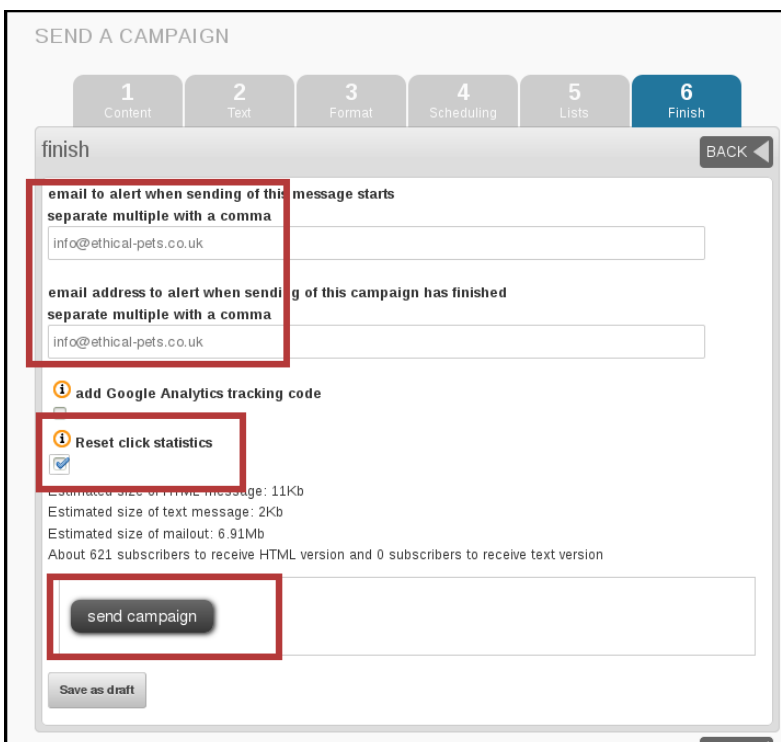 SEND A CAMPAIGN
1 2 3 4 5 6
Content Text Format Scheduling Lists Finish
finish
BACK
email to alert when sending of this message starts
separate multiple with a comma
info@ethical-pets.co.uk
email address to alert when sending of this campaign has finished
separate multiple with a comma
info@ethical-pets.co.uk
add Google Analytics tracking code
Reset click statistics
Estimated size of HTML message: 11Kb
Estimated size of text message: 2Kb
Estimated size of mailout: 6.91Mb
About 621 subscribers to receive HTML version and 0 subscribers to receive text version
send campaign
Save as draft